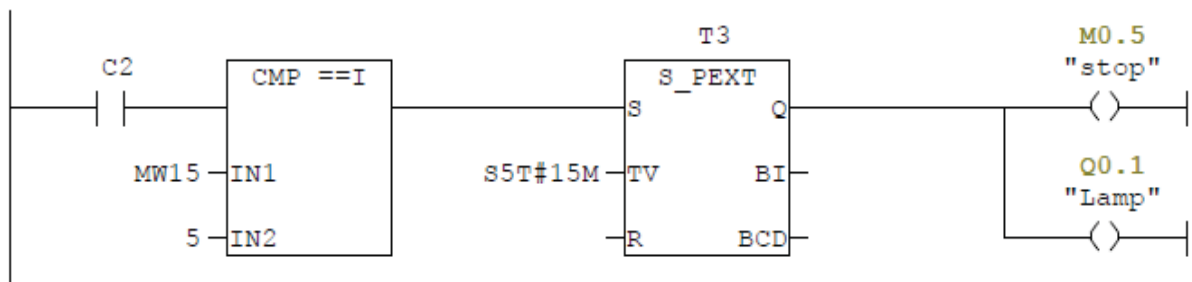 T3
M0.5
"stop"
C2
CMP ==I
S_PEXT
S
Q
MW15
IN1
S5T#15M
TV
BI
Q0.1
"Lamp"
5
IN2
R
BCD